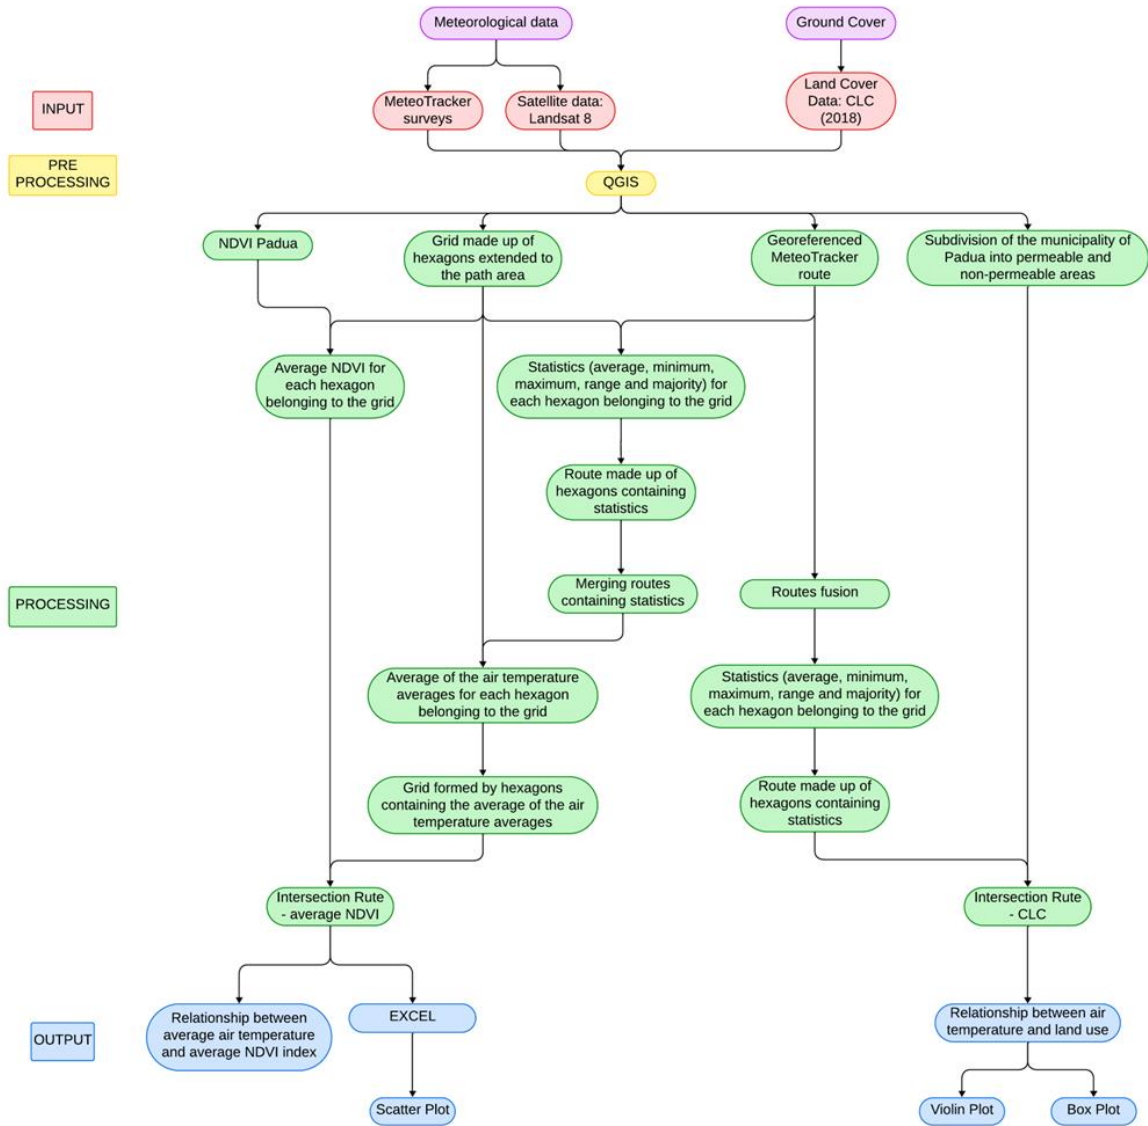 Meteorological data
Ground Cover
INPUT
MeteoTracker
surveys
Satellite data:
Landsat 8
Land Cover
Data: CLC
(2018)
PRE
PROCESSING
QGIS
NDVI Padua
Grid made up of
hexagons extended to
the path area
Georeferenced
MeteoTracker
route
Subdivision of the municipality of
Padua into permeable and
non-permeable areas
Average NDVI for
each hexagon
belonging to the grid
Statistics (average, minimum,
maximum, range and majority) for
each hexagon belonging to the grid
Route made up of
hexagons containing
statistics
PROCESSING
Merging routes
containing statistics
Routes fusion
Average of the air temperature
averages for each hexagon
belonging to the grid
Statistics (average, minimum,
maximum, range and majority) for
each hexagon belonging to the grid
Grid formed by hexagons
containing the average of the air
temperature averages
Route made up of
hexagons containing
statistics
Intersection Rute
- average NDVI
Intersection Rute
- CLC
OUTPUT
Relationship between
average air temperature
and average NDVI index
EXCEL
Relationship between air
temperature and land use
Scatter Plot
Violin Plot
Box Plot